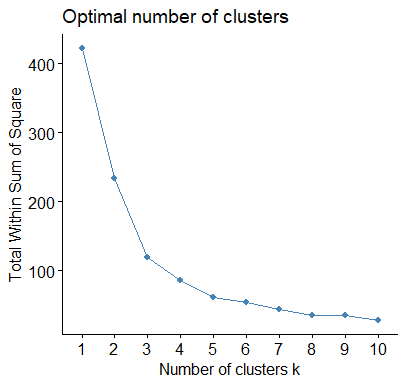 Optimal number of clusters
Total Within Sum of Square
400
300
200
100
1 2 3 4 5 6 7 8 9 10
Number of clusters k